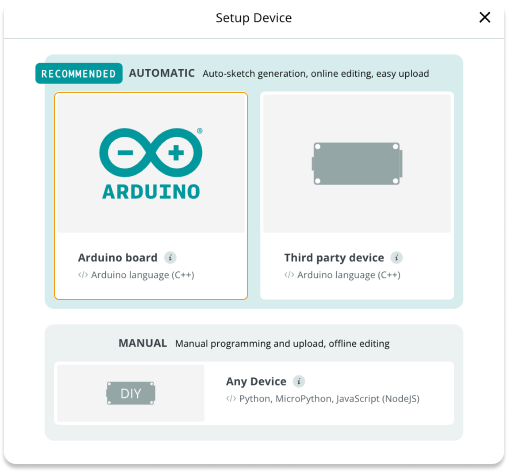 Setup Device
RECOMMENDED AUTOMATIC Auto-sketch generation, online editing, easy upload
ARDUINO
Arduino board i
</> Arduino language (C++)
Third party device i
</> Arduino language (C++)
MANUAL Manual programming and upload, offline editing
DIY
Any Device i
</> Python, MicroPython, JavaScript (NodeJS)